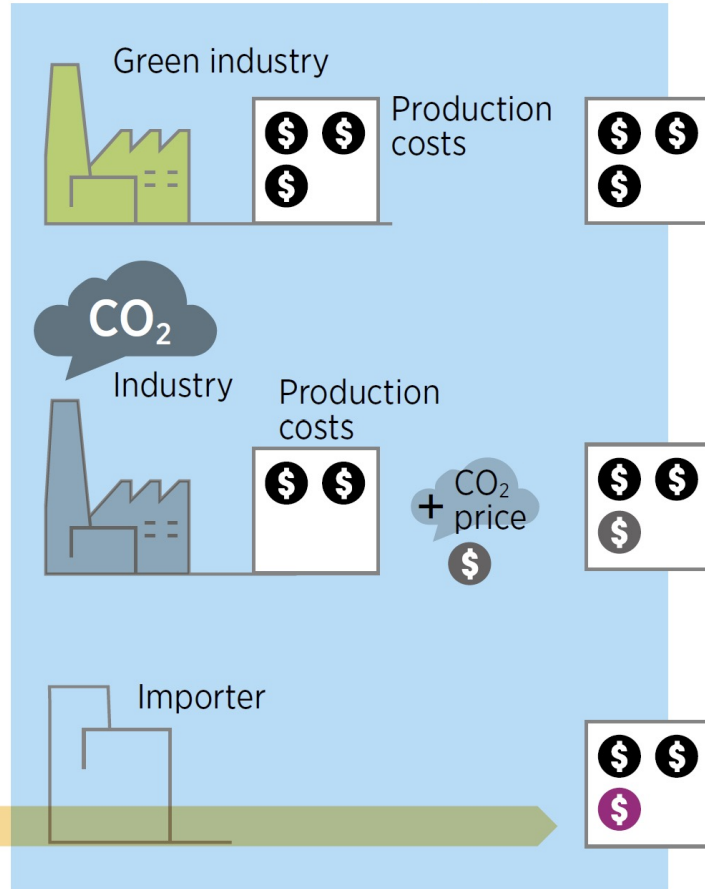 Green industry
$ $
$
Production
costs
$ $
$
CO₂
Industry
Production
costs
$ $
+ CO₂
price
$
$ $
$
Importer
$ $
$